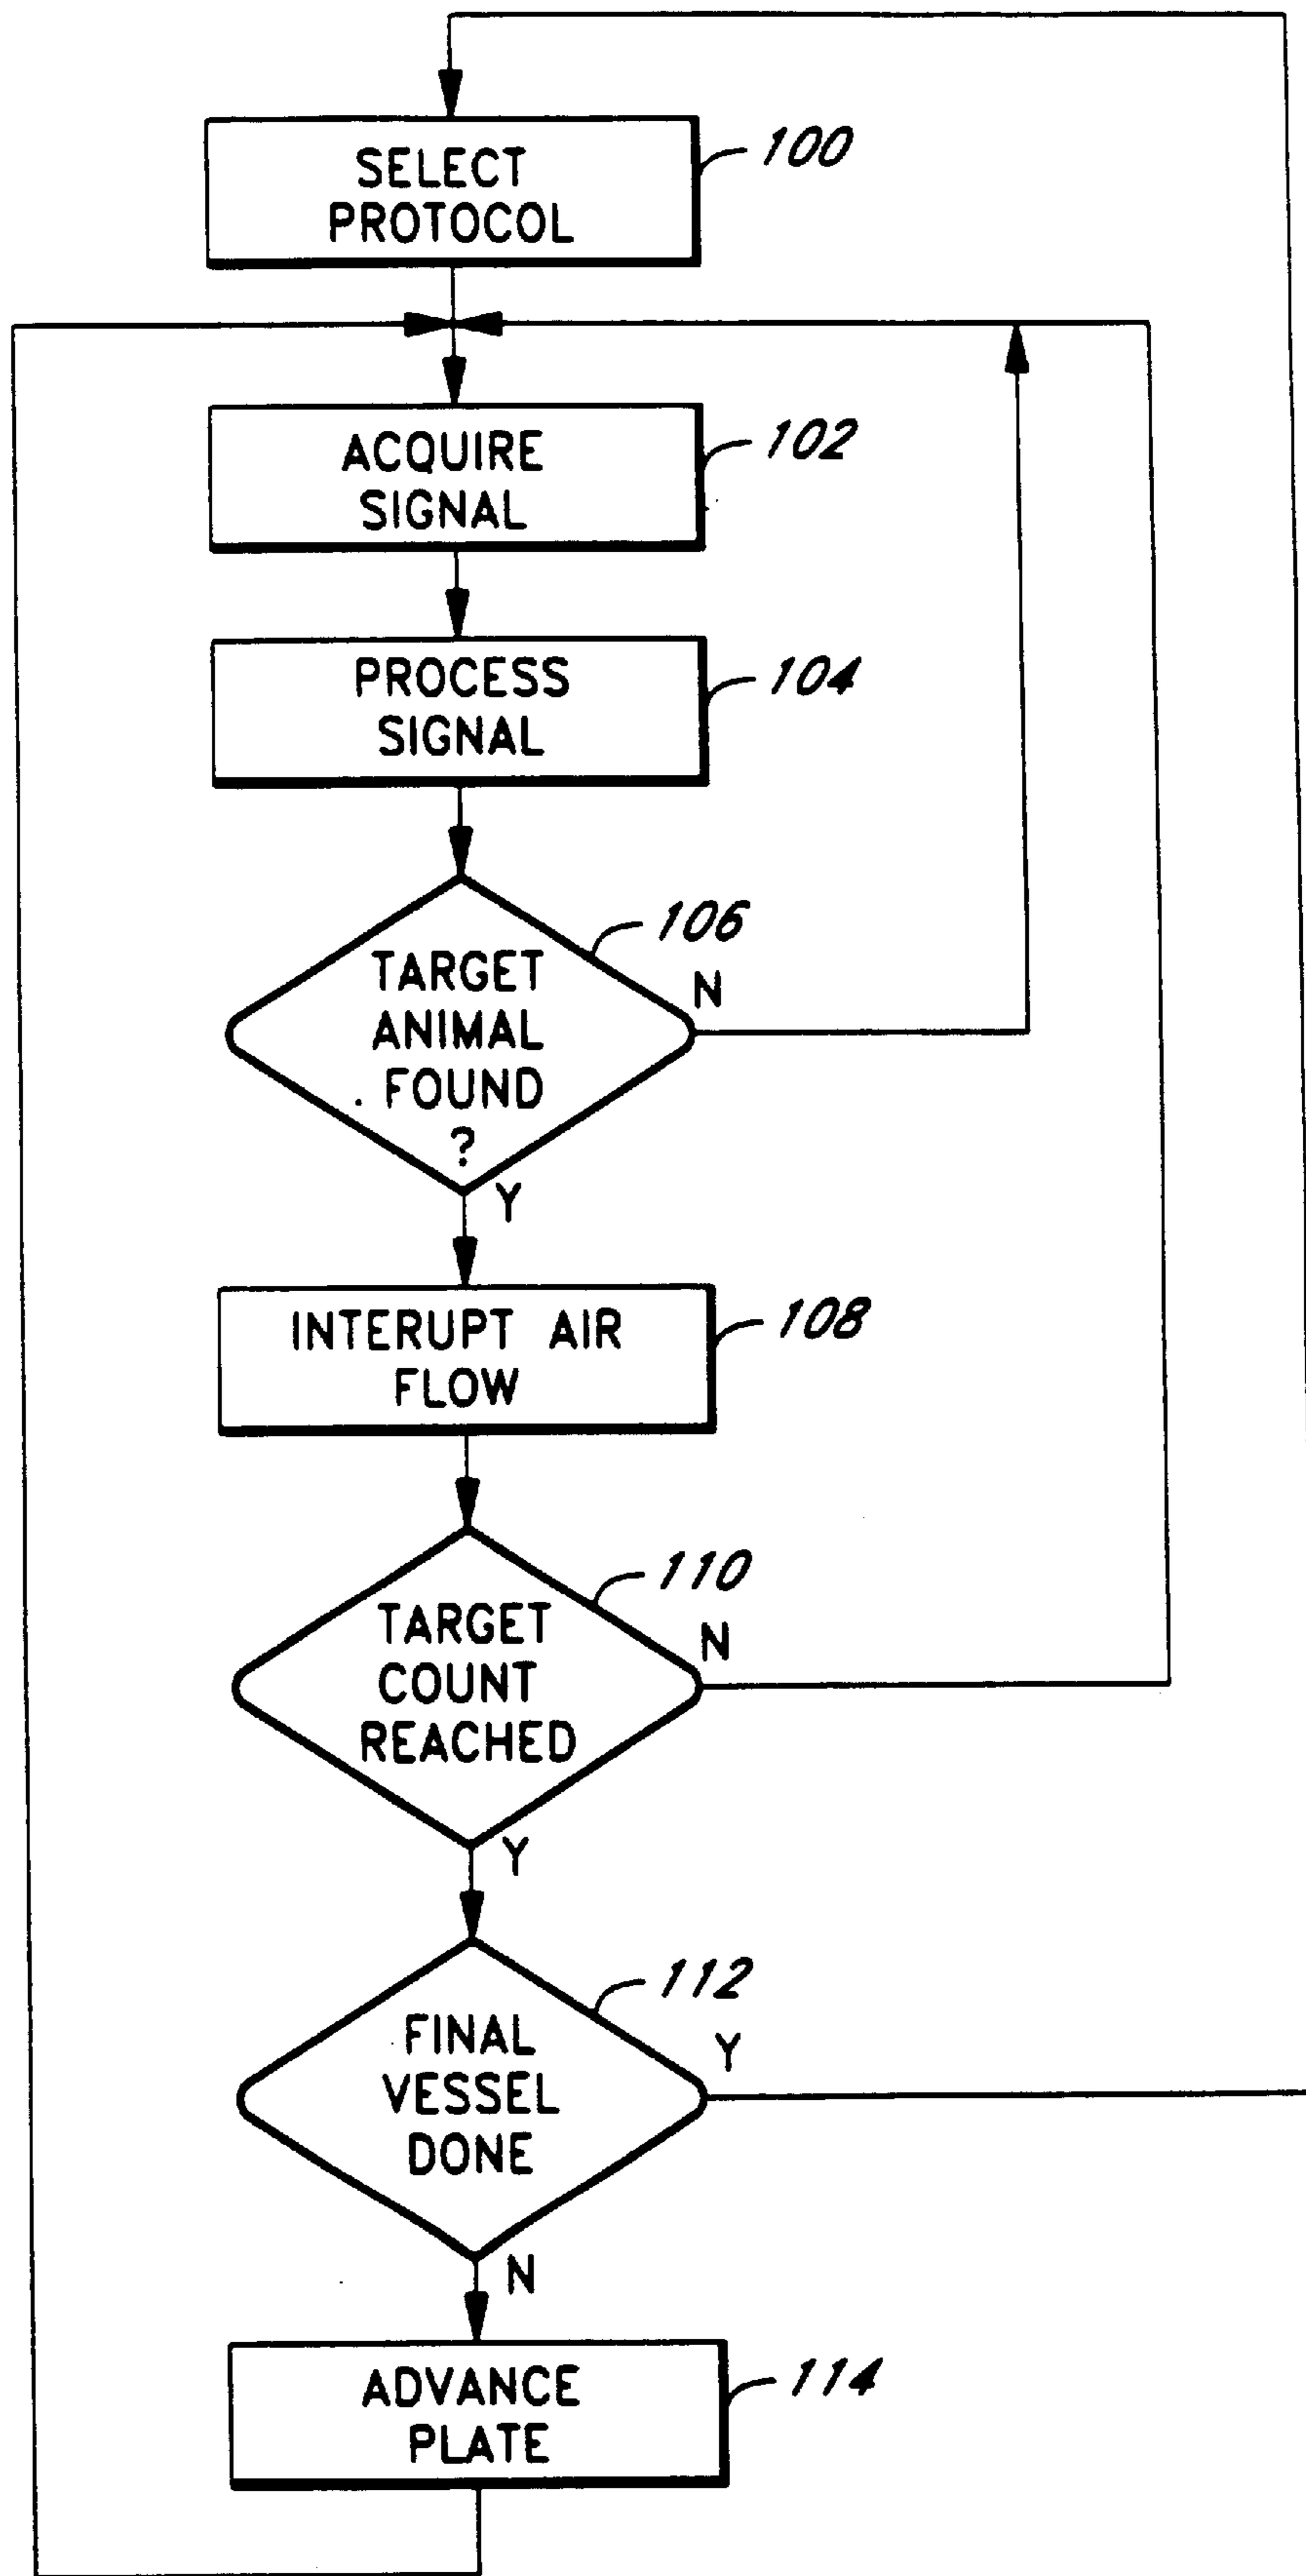 SELECT
PROTOCOL
100
ACQUIRE
SIGNAL
102
PROCESS
SIGNAL
104
TARGET
ANIMAL
FOUND
?
106
N
Y
INTERUPT AIR
FLOW
108
TARGET
COUNT
REACHED
110
N
Y
FINAL
VESSEL
DONE
112
Y
N
ADVANCE
PLATE
114